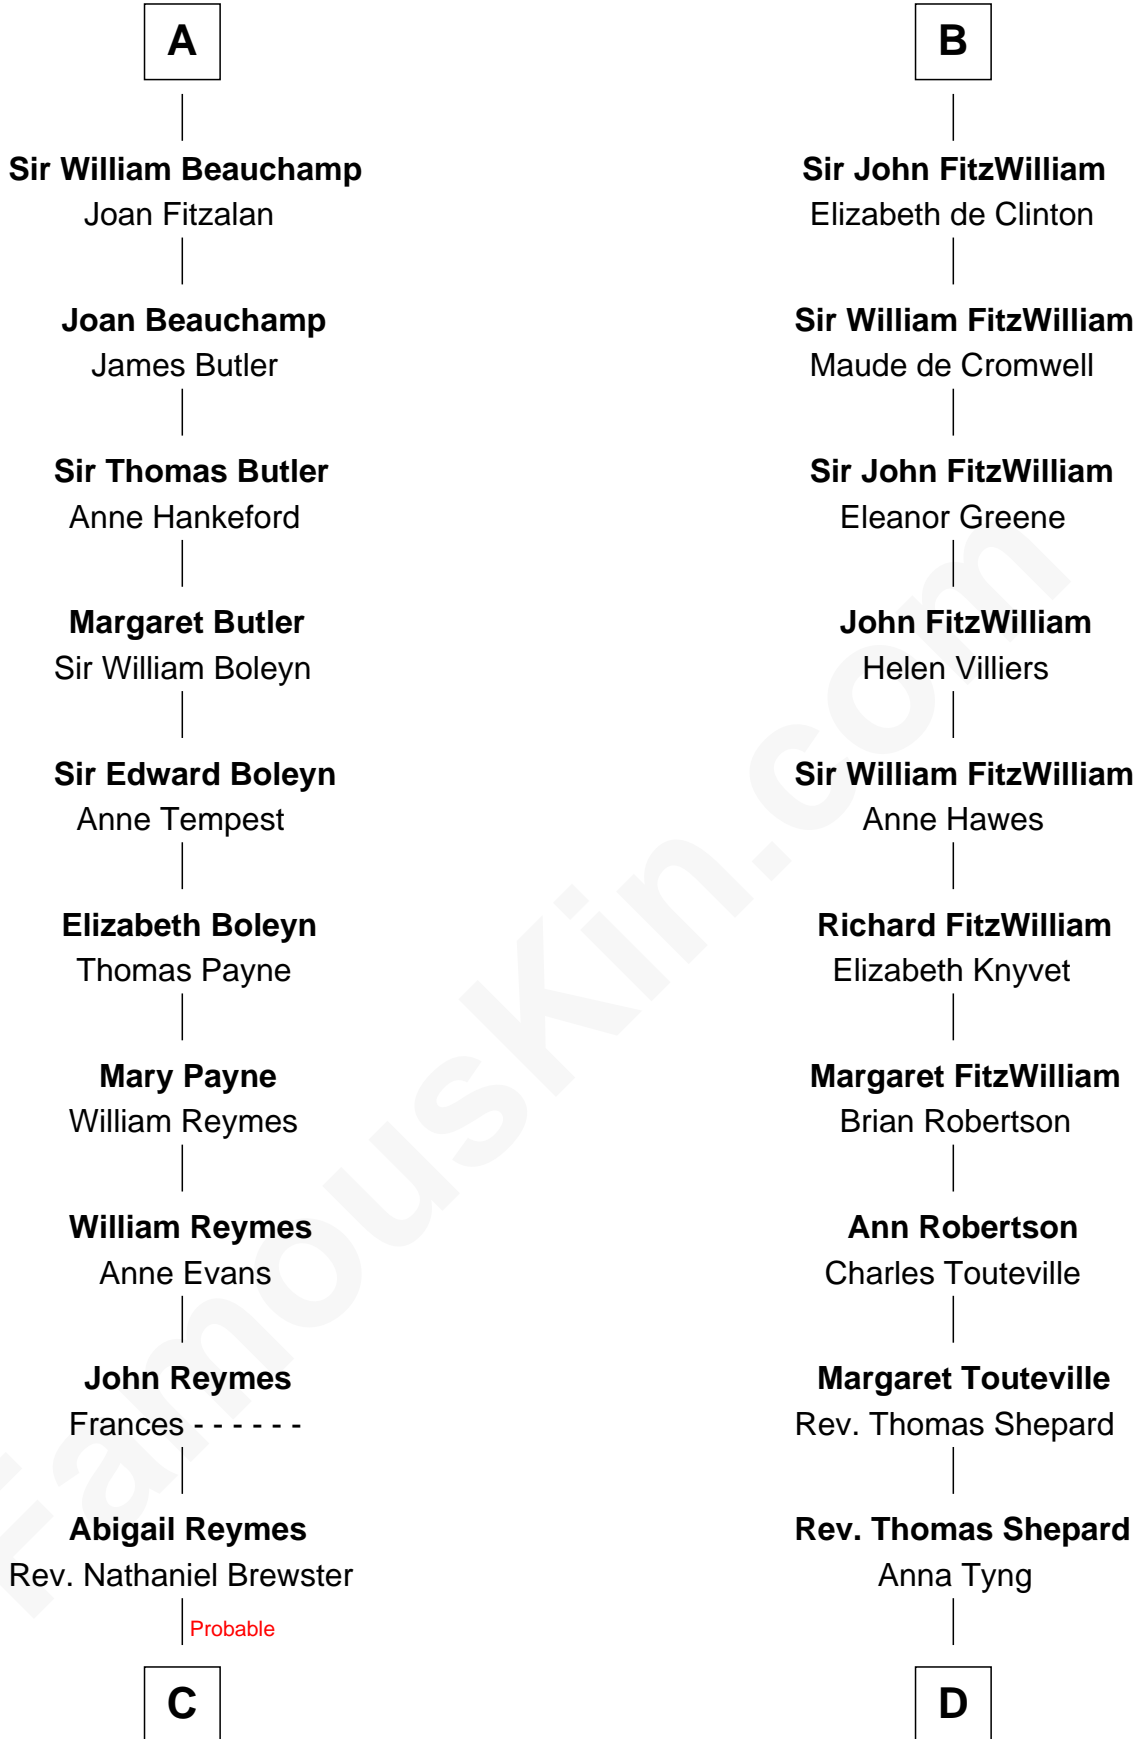 A
Sir William Beauchamp
Joan Fitzalan
Joan Beauchamp
James Butler
Sir Thomas Butler
Anne Hankeford
Margaret Butler
Sir William Boleyn
Sir Edward Boleyn
Anne Tempest
Elizabeth Boleyn
Thomas Payne
Mary Payne
William Reymes
William Reymes
Anne Evans
John Reymes
Frances - - - - - -
Abigail Reymes
Rev. Nathaniel Brewster
Probable
C
B
Sir John FitzWilliam
Elizabeth de Clinton
Sir William FitzWilliam
Maude de Cromwell
Sir John FitzWilliam
Eleanor Greene
John FitzWilliam
Helen Villiers
Sir William FitzWilliam
Anne Hawes
Richard FitzWilliam
Elizabeth Knyvet
Margaret FitzWilliam
Brian Robertson
Ann Robertson
Charles Touteville
Margaret Touteville
Rev. Thomas Shepard
Rev. Thomas Shepard
Anna Tyng
D
FamousKin.com